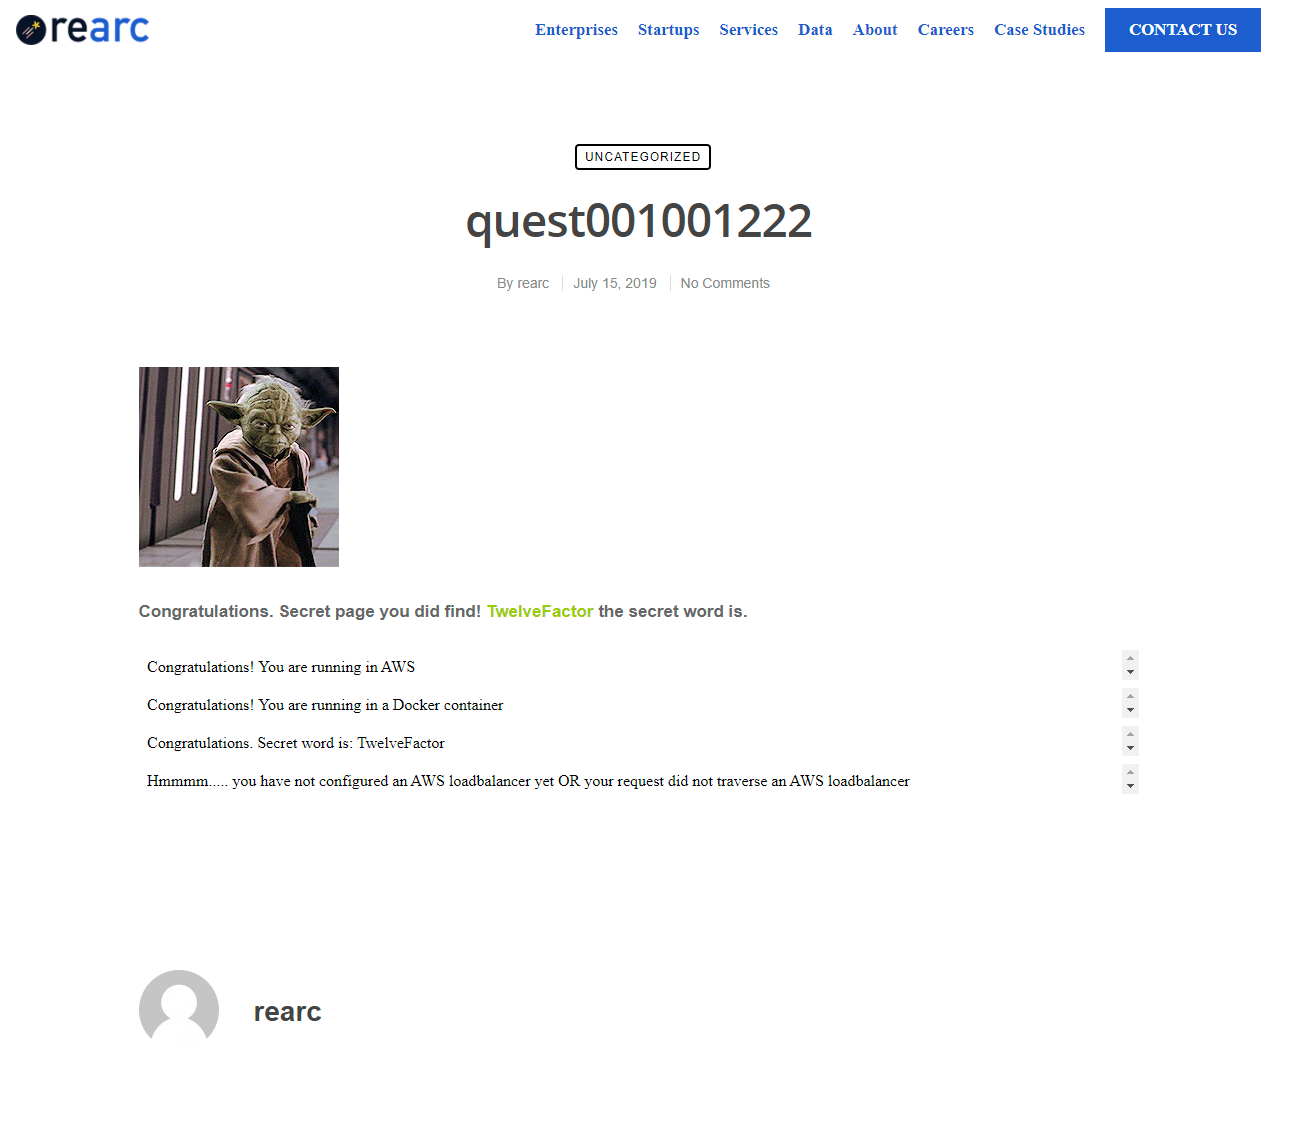 rearc
Enterprises Startups Services Data About Careers Case Studies CONTACT US
UNCATEGORIZED
quest001001222
By rearc July 15, 2019 No Comments
Congratulations. Secret page you did find! TwelveFactor the secret word is.
Congratulations! You are running in AWS
Congratulations! You are running in a Docker container
Congratulations. Secret word is: TwelveFactor
Hmmmm..... you have not configured an AWS loadbalancer yet OR your request did not traverse an AWS loadbalancer
rearc